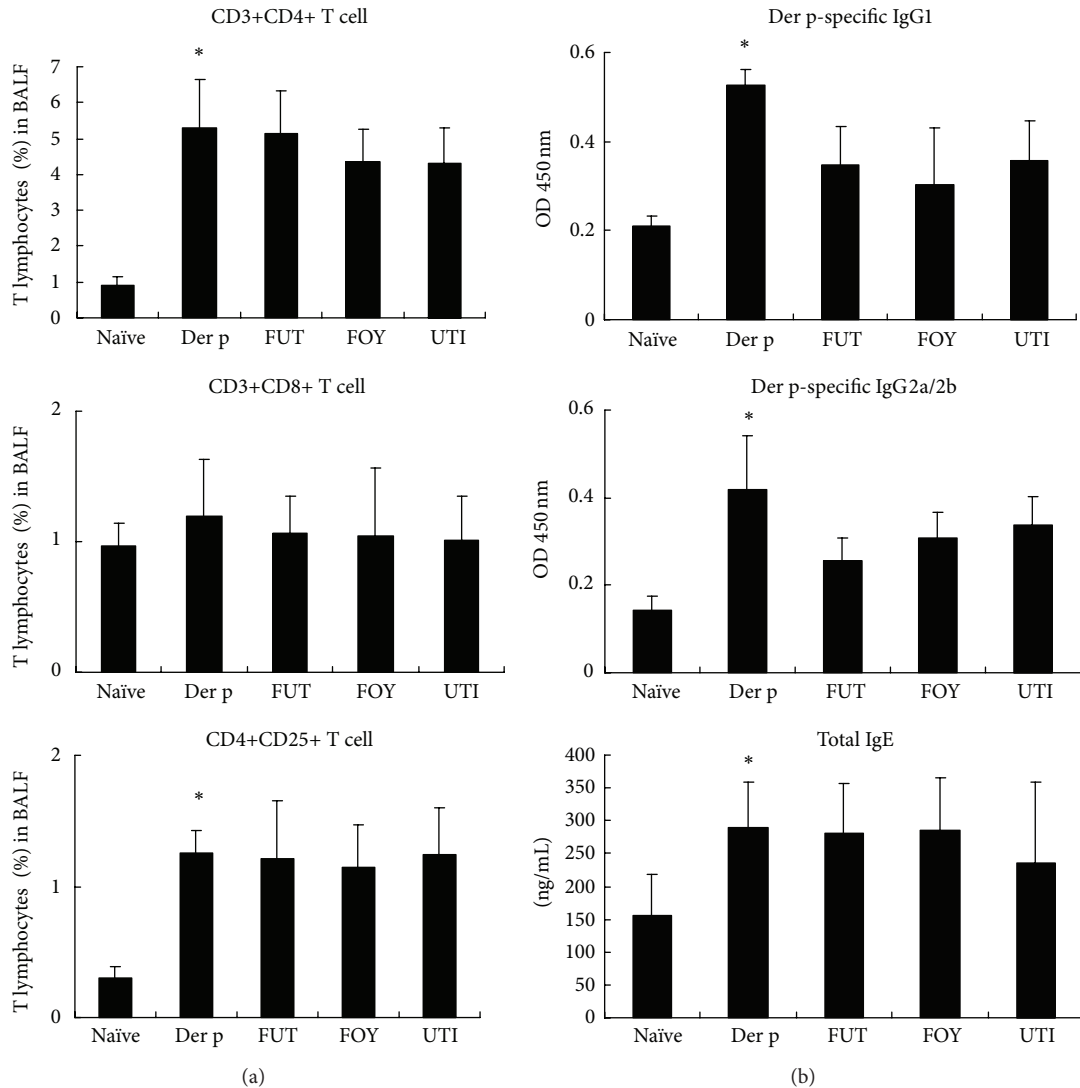 CD3+CD4+ T cell
*
T lymphocytes (%) in BALF
7
6
5
4
3
2
1
0
Naïve Der p FUT FOY UTI
CD3+CD8+ T cell
T lymphocytes (%) in BALF
2
1
0
Naïve Der p FUT FOY UTI
CD4+CD25+ T cell
*
T lymphocytes (%) in BALF
2
1
0
Naïve Der p FUT FOY UTI
(a)
Der p-specific IgG1
*
OD 450 nm
0.6
0.4
0.2
0
Naïve Der p FUT FOY UTI
Der p-specific IgG2a/2b
*
OD 450 nm
0.6
0.4
0.2
0
Naïve Der p FUT FOY UTI
Total IgE
*
(ng/mL)
400
350
300
250
200
150
100
50
0
Naïve Der p FUT FOY UTI
(b)